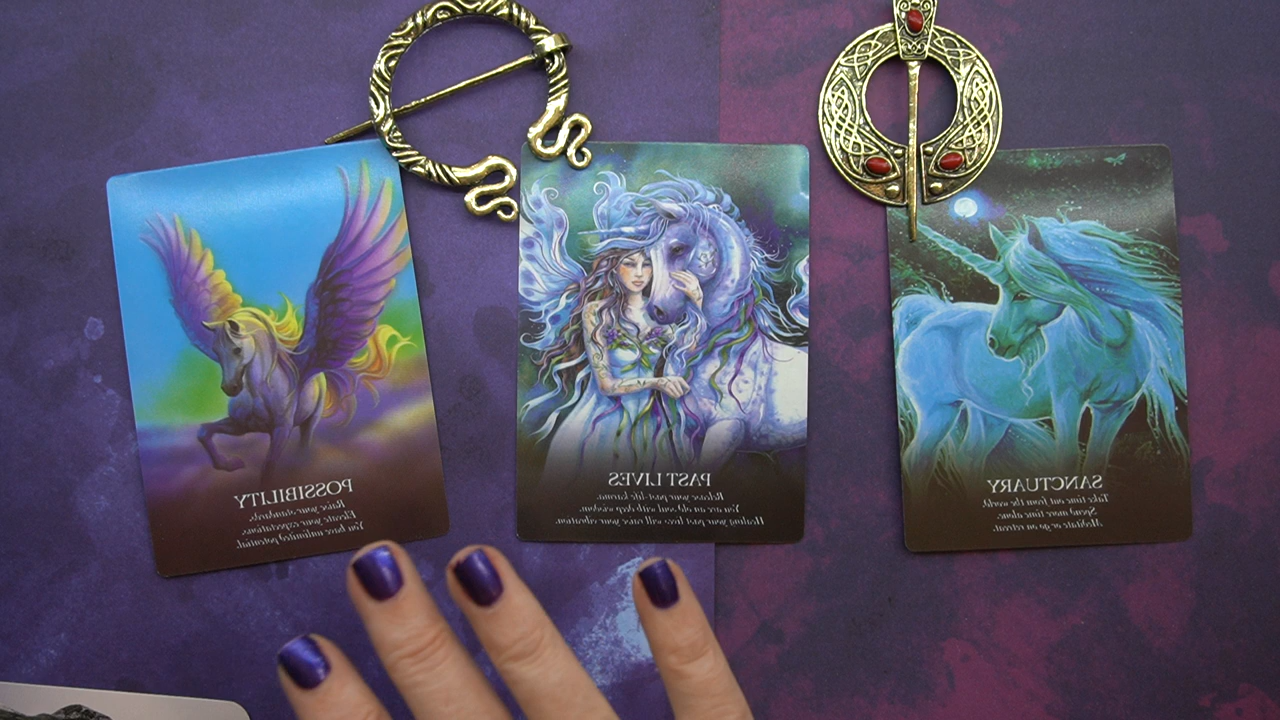 POSSIBILITY
Raise your standards.
Elevate your expectations.
You have unlimited potential.
PAST LIVES
Release your past-life karma.
You are an old soul with deep wisdom.
Healing your past lives will raise your vibration.
SANCTUARY
Take time out from the world.
Spend more time alone.
Meditate or go on retreat.